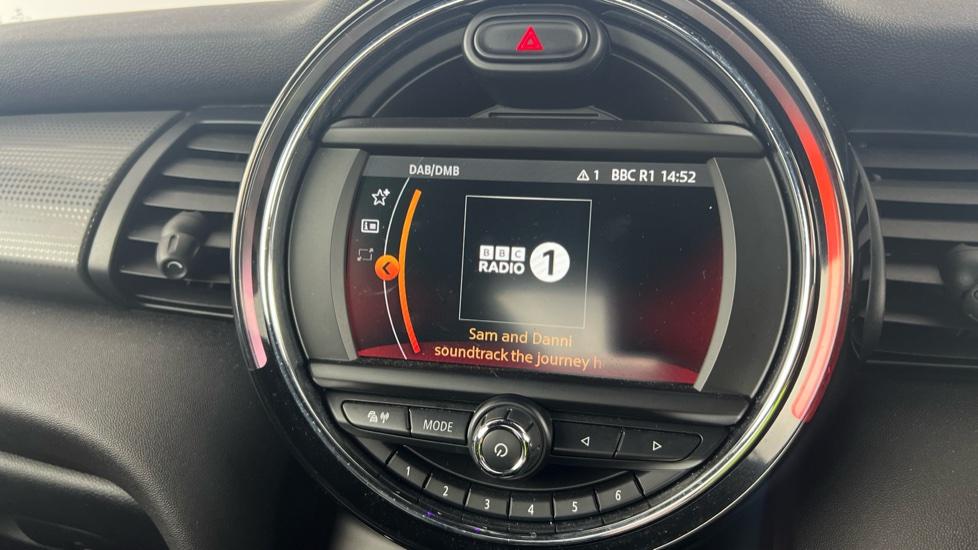 DAB/DMB
1 BBC R1 14:52
BBC
RADIO 1
Sam and Danni
soundtrack the journey h
MODE
1
2
3
4
5
6